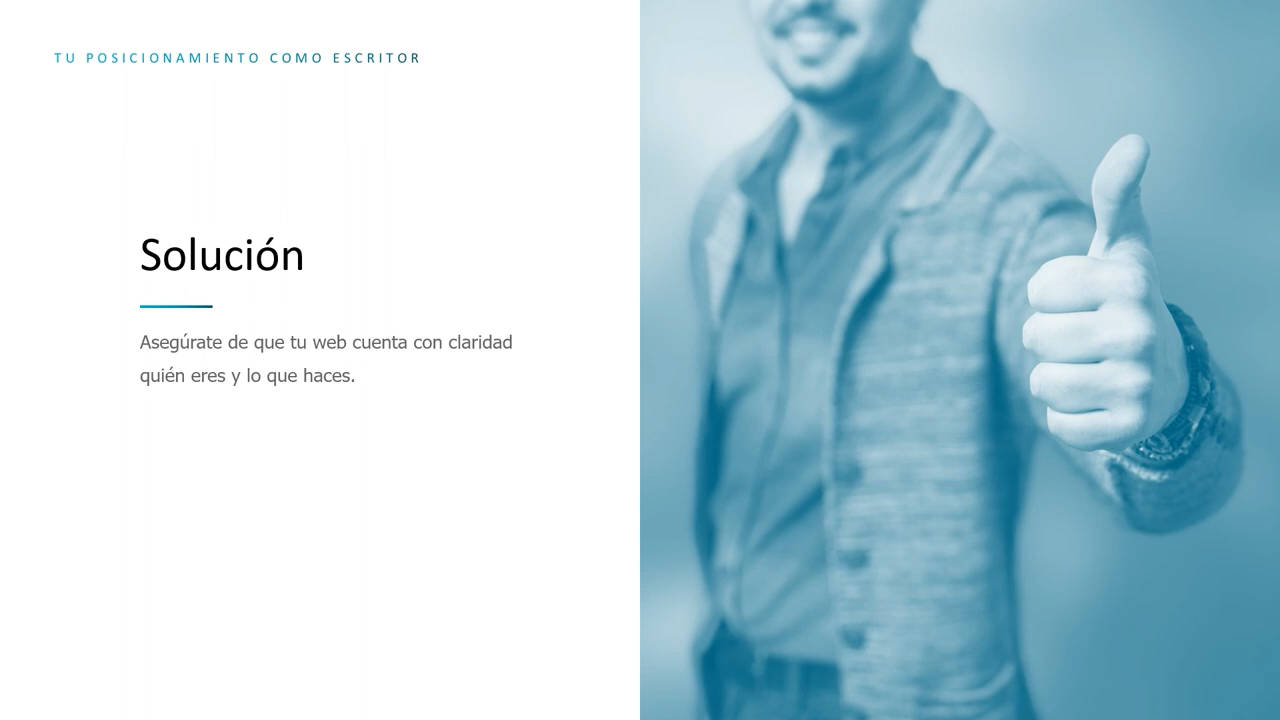 TU POSICIONAMIENTO COMO ESCRITOR
Solución
Asegúrate de que tu web cuenta con claridad
quién eres y lo que haces.